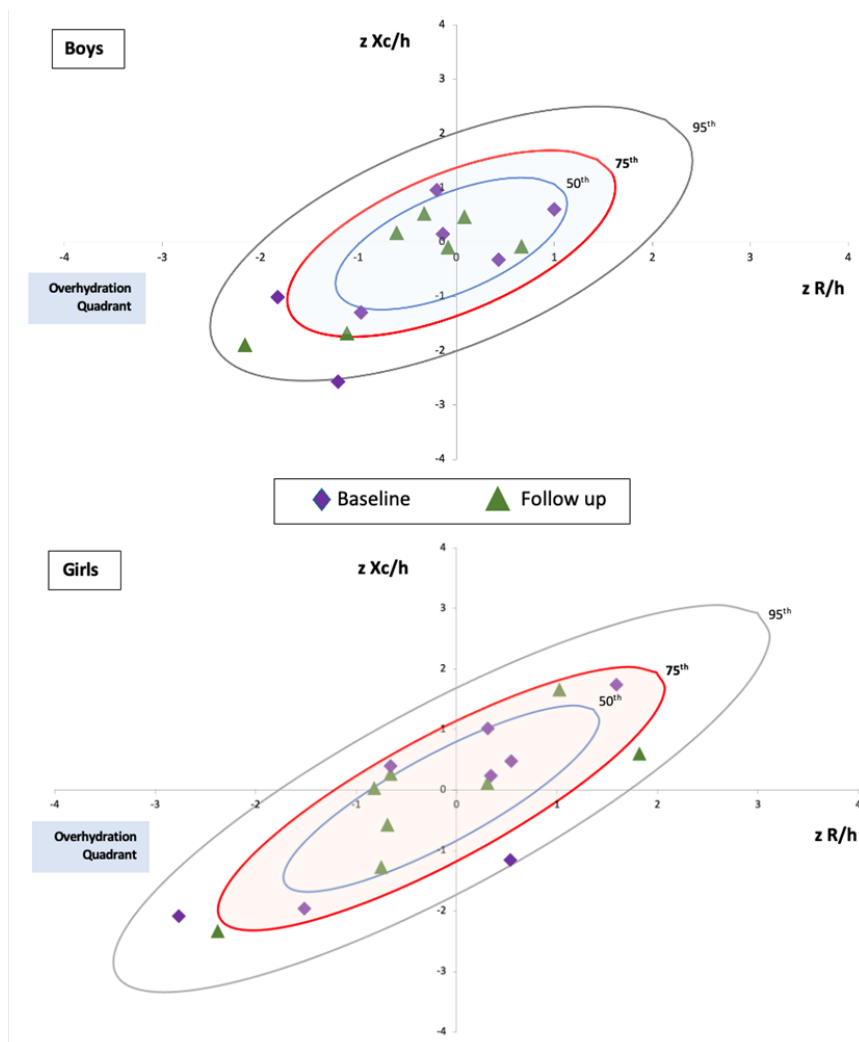 Boys
z Xc/h
4
3
2
1
0
-1
-2
-3
-4
-4
-3
-2
-1
1
2
3
4
95th
75th
50th
z R/h
Overhydration
Quadrant
Baseline
Follow up
Girls
z Xc/h
4
3
2
1
0
-1
-2
-3
-4
-4
-3
-2
-1
1
2
3
4
95th
75th
50th
z R/h
Overhydration
Quadrant